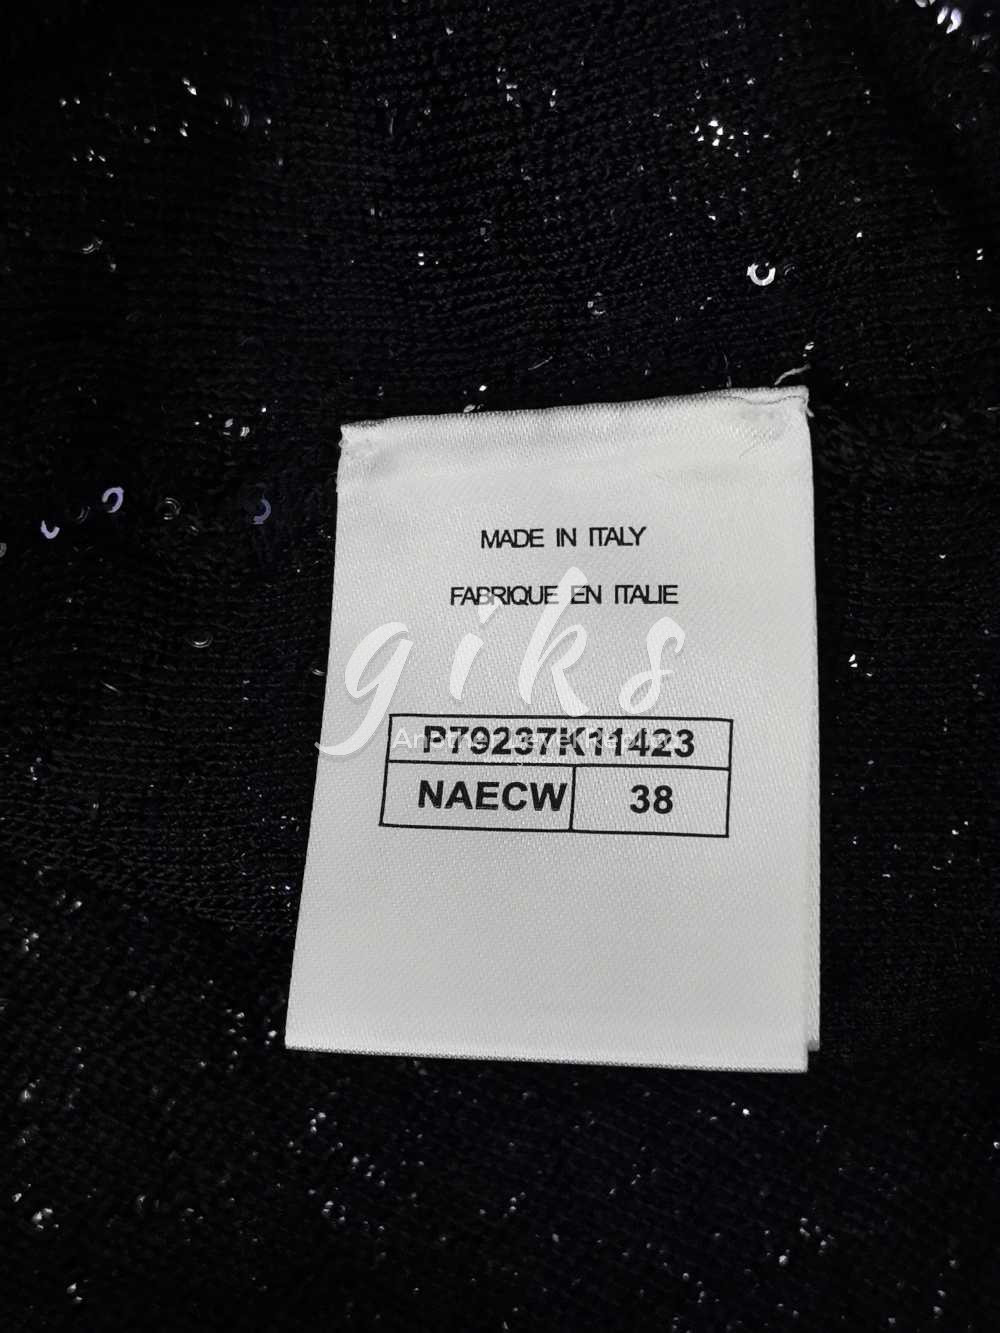 MADE IN ITALY
FABRIQUE EN ITALIE
giks
P79237K11423
NAECW 38